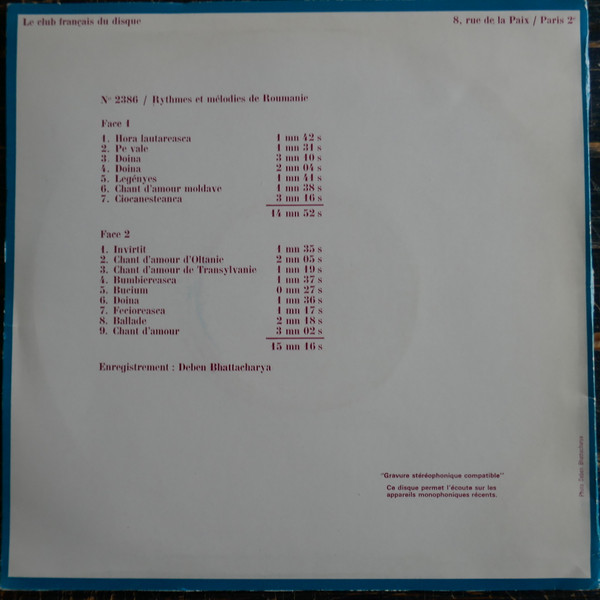 Le club français du disque
8, rue de la Paix / Paris 2e
No 2386 / Rythmes et mélodies de Roumanie
Face 1
1. Hora lautareasca 1 mn 42 s
2. Pe vale 1 mn 31 s
3. Doina 3 mn 10 s
4. Doina 2 mn 04 s
5. Legényes 1 mn 41 s
6. Chant d'amour moldave 1 mn 38 s
7. Ciocanesteanca 3 mn 16 s
14 mn 52 s
Face 2
1. Invirtit 1 mn 35 s
2. Chant d'amour d'Oltanie 2 mn 05 s
3. Chant d'amour de Transylvanie 1 mn 19 s
4. Bumbiereasca 1 mn 37 s
5. Bucium 0 mn 27 s
6. Doina 1 mn 36 s
7. Fecioreasca 1 mn 17 s
8. Ballade 2 mn 18 s
9. Chant d'amour 3 mn 02 s
15 mn 16 s
Enregistrement : Deben Bhattacharya
"Gravure stéréophonique compatible"
Ce disque permet l'écoute sur les
appareils monophoniques récents.
Photo Deben Bhattacharya